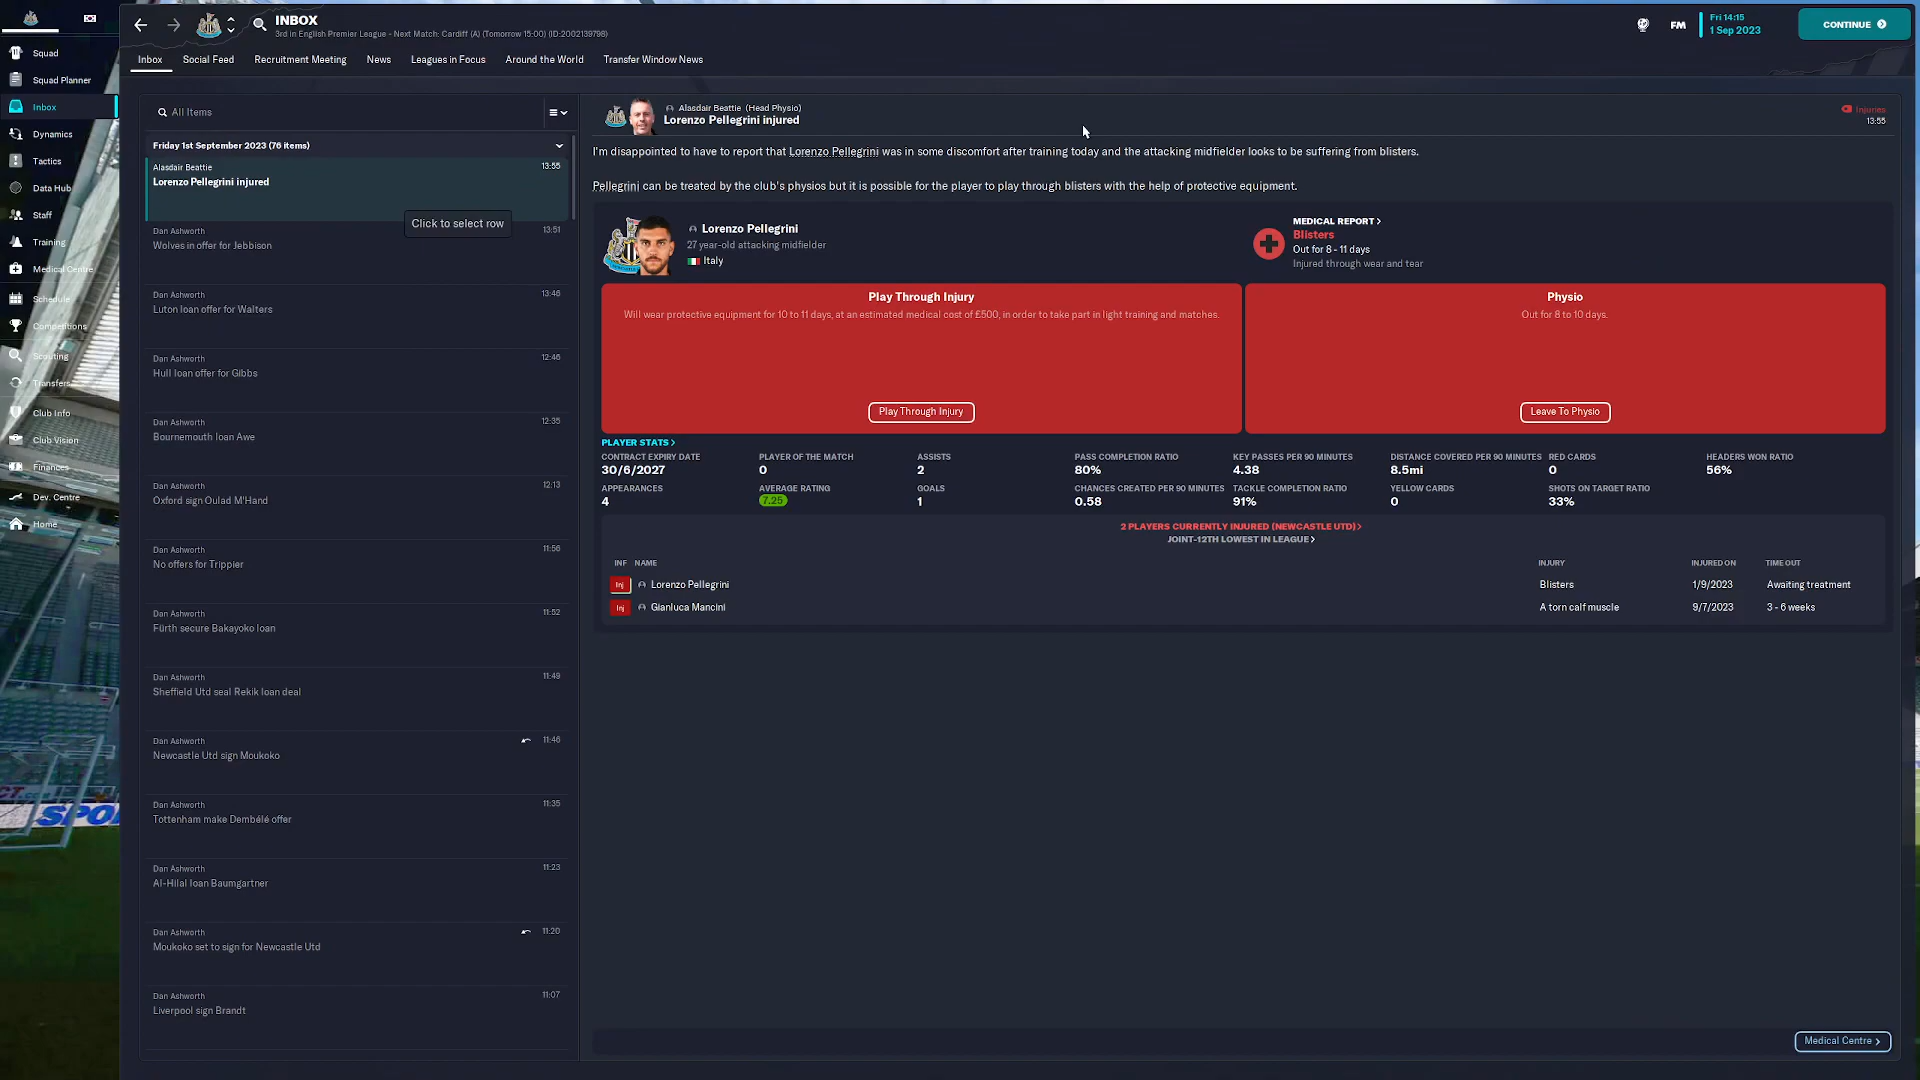 INBOX
3rd in English Premier League - Next Match: Cardiff (A) (Tomorrow 15:00) (ID:2002139798)
FM
Fri 14:15
1 Sep 2023
CONTINUE
Inbox
Social Feed
Recruitment Meeting
News
Leagues in Focus
Around the World
Transfer Window News
Squad
Squad Planner
Inbox
Dynamics
Tactics
Data Hub
Staff
Training
Medical Centre
Schedule
Competitions
Scouting
Transfers
Club Info
Club Vision
Finances
Dev. Centre
Home
All Items
Friday 1st September 2023 (76 items)
Alasdair Beattie 13:55
Lorenzo Pellegrini injured
Click to select row
Dan Ashworth 13:51
Wolves in offer for Jebbison
Dan Ashworth 13:46
Luton loan offer for Walters
Dan Ashworth 12:46
Hull loan offer for Gibbs
Dan Ashworth 12:35
Bournemouth loan Awe
Dan Ashworth 12:13
Oxford sign Oulad M'Hand
Dan Ashworth 11:56
No offers for Trippier
Dan Ashworth 11:52
Fürth secure Bakayoko loan
Dan Ashworth 11:49
Sheffield Utd seal Rekik loan deal
Dan Ashworth 11:46
Newcastle Utd sign Moukoko
Dan Ashworth 11:35
Tottenham make Dembélé offer
Dan Ashworth 11:23
Al-Hilal loan Baumgartner
Dan Ashworth 11:20
Moukoko set to sign for Newcastle Utd
Dan Ashworth 11:07
Liverpool sign Brandt
Alasdair Beattie (Head Physio)
Lorenzo Pellegrini injured
Injuries
13:55
I'm disappointed to have to report that Lorenzo Pellegrini was in some discomfort after training today and the attacking midfielder looks to be suffering from blisters.
Pellegrini can be treated by the club's physios but it is possible for the player to play through blisters with the help of protective equipment.
Lorenzo Pellegrini
27 year-old attacking midfielder
Italy
MEDICAL REPORT
Blisters
Out for 8 - 11 days
Injured through wear and tear
Play Through Injury
Will wear protective equipment for 10 to 11 days, at an estimated medical cost of £500, in order to take part in light training and matches.
Play Through Injury
Physio
Out for 8 to 10 days.
Leave To Physio
PLAYER STATS
CONTRACT EXPIRY DATE PLAYER OF THE MATCH ASSISTS PASS COMPLETION RATIO KEY PASSES PER 90 MINUTES DISTANCE COVERED PER 90 MINUTES RED CARDS HEADERS WON RATIO
30/6/2027 0 2 80% 4.38 8.5mi 0 56%
APPEARANCES AVERAGE RATING GOALS CHANCES CREATED PER 90 MINUTES TACKLE COMPLETION RATIO YELLOW CARDS SHOTS ON TARGET RATIO
4 7.25 1 0.58 91% 0 33%
2 PLAYERS CURRENTLY INJURED (NEWCASTLE UTD)
JOINT-12TH LOWEST IN LEAGUE
INF NAME INJURY INJURED ON TIME OUT
Inj Lorenzo Pellegrini Blisters 1/9/2023 Awaiting treatment
Inj Gianluca Mancini A torn calf muscle 9/7/2023 3 - 6 weeks
Medical Centre